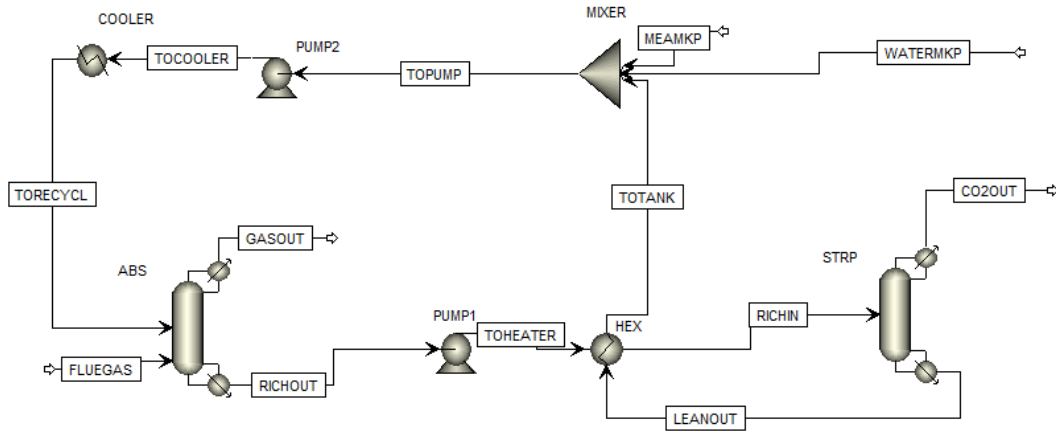 COOLER
MIXER
MEAMKP
PUMP2
TOCOOLER
WATERMKP
TOPUMP
TORECYCL
TOTANK
CO2OUT
GASOUT
ABS
STRP
PUMP1
TOHEATER
HEX
RICHIN
FLUEGAS
RICHOUT
LEANOUT